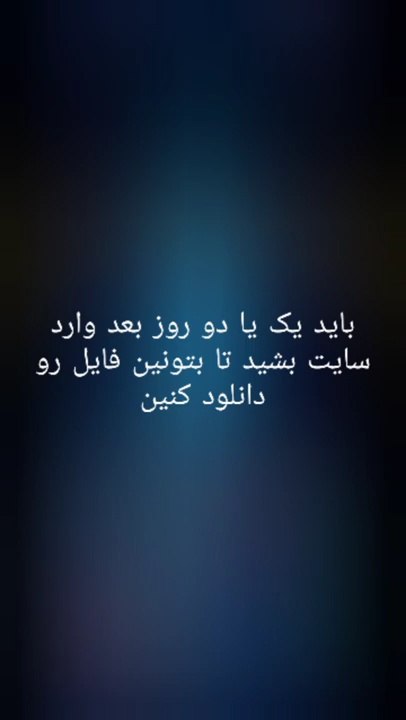 باید یک یا دو روز بعد وارد
سایت بشید تا بتونین فایل رو
دانلود کنین